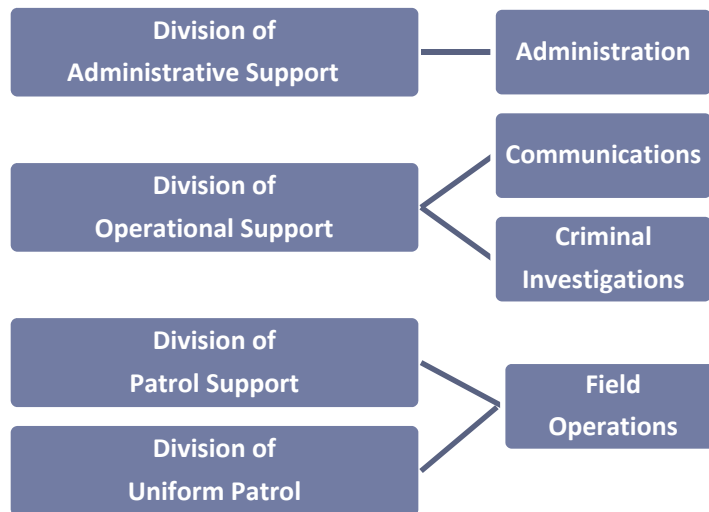 Division of
Administrative Support
Administration
Division of
Operational Support
Communications
Criminal
Investigations
Division of
Patrol Support
Division of
Uniform Patrol
Field
Operations